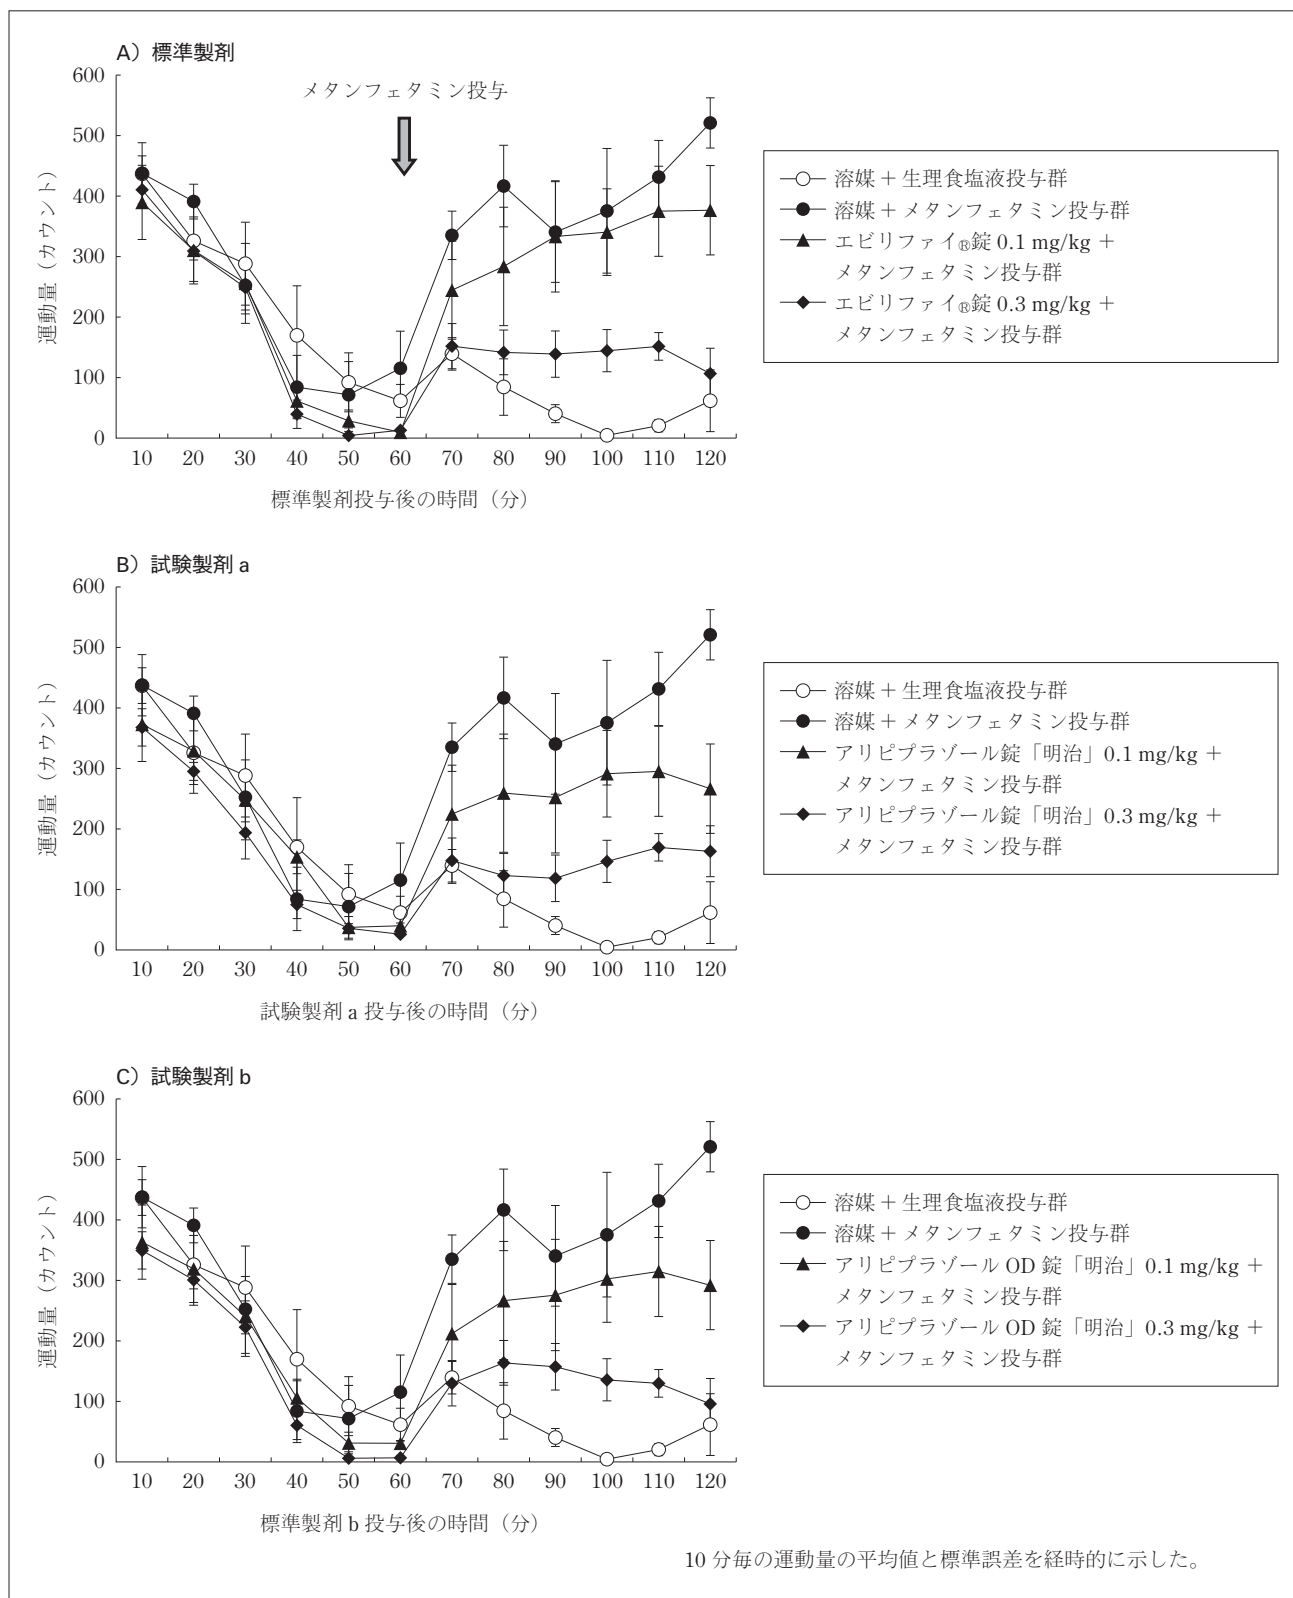 A）標準製剤
メタンフェタミン投与
運動量（カウント）
600
500
400
300
200
100
0
10 20 30 40 50 60 70 80 90 100 110 120
標準製剤投与後の時間（分）
溶媒 + 生理食塩液投与群
溶媒 + メタンフェタミン投与群
エビリファイ®錠 0.1 mg/kg +
メタンフェタミン投与群
エビリファイ®錠 0.3 mg/kg +
メタンフェタミン投与群
B）試験製剤 a
運動量（カウント）
600
500
400
300
200
100
0
10 20 30 40 50 60 70 80 90 100 110 120
試験製剤 a 投与後の時間（分）
溶媒 + 生理食塩液投与群
溶媒 + メタンフェタミン投与群
アリピプラゾール錠「明治」0.1 mg/kg +
メタンフェタミン投与群
アリピプラゾール錠「明治」0.3 mg/kg +
メタンフェタミン投与群
C）試験製剤 b
運動量（カウント）
600
500
400
300
200
100
0
10 20 30 40 50 60 70 80 90 100 110 120
標準製剤 b 投与後の時間（分）
溶媒 + 生理食塩液投与群
溶媒 + メタンフェタミン投与群
アリピプラゾール OD 錠「明治」0.1 mg/kg +
メタンフェタミン投与群
アリピプラゾール OD 錠「明治」0.3 mg/kg +
メタンフェタミン投与群
10 分毎の運動量の平均値と標準誤差を経時的に示した。